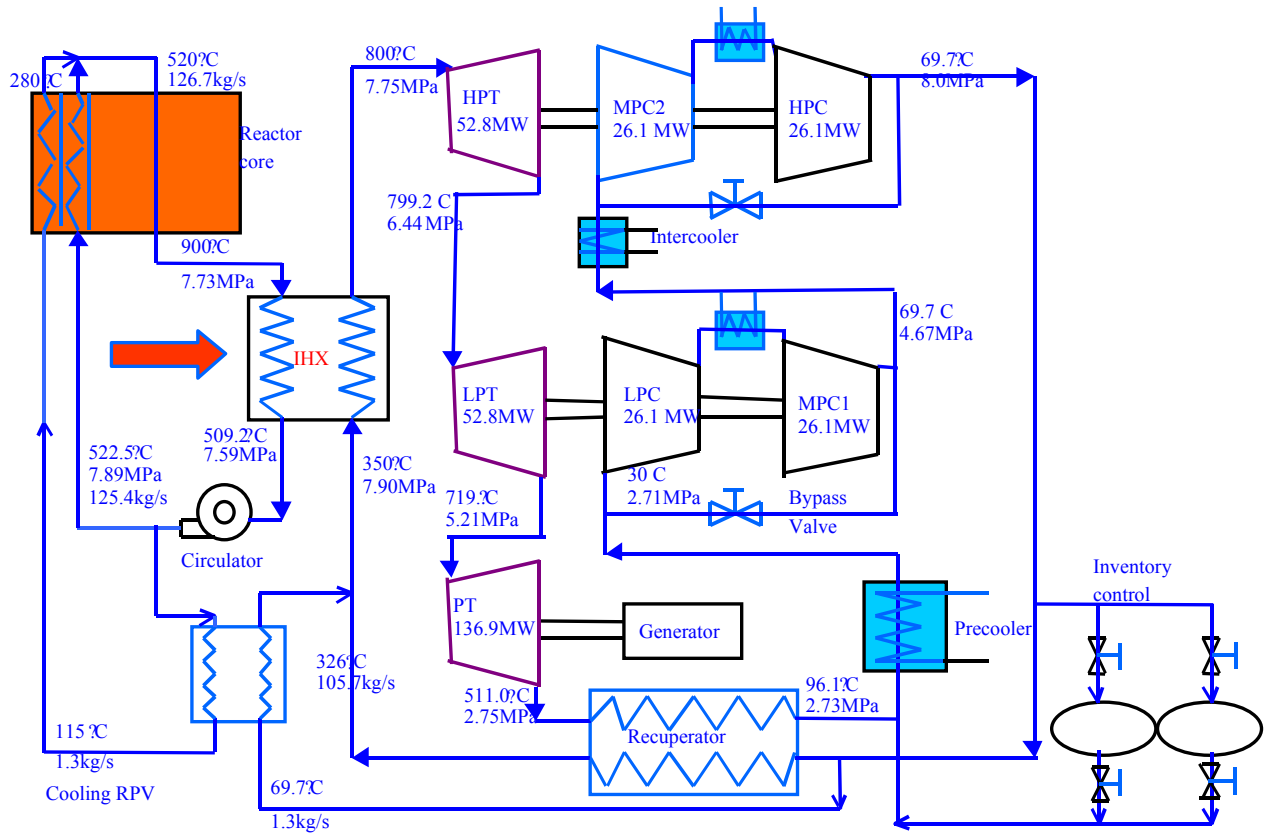 280?C
520?C
126.7kg/s
Reactor
core
900?C
7.73MPa
IHX
509.2?C
7.59MPa
522.5?C
7.89MPa
125.4kg/s
Circulator
115?C
1.3kg/s
Cooling RPV
69.7?C
1.3kg/s
326?C
105.7kg/s
350?C
7.90MPa
800?C
7.75MPa
HPT
52.8MW
799.2 C
6.44MPa
MPC2
26.1 MW
HPC
26.1MW
69.7?C
8.0MPa
Intercooler
69.7 C
4.67MPa
LPT
52.8MW
LPC
26.1 MW
MPC1
26.1MW
30 C
2.71MPa
Bypass
Valve
719.?C
5.21MPa
PT
136.9MW
Generator
511.0?C
2.75MPa
Recuperator
96.1?C
2.73MPa
Precooler
Inventory
control